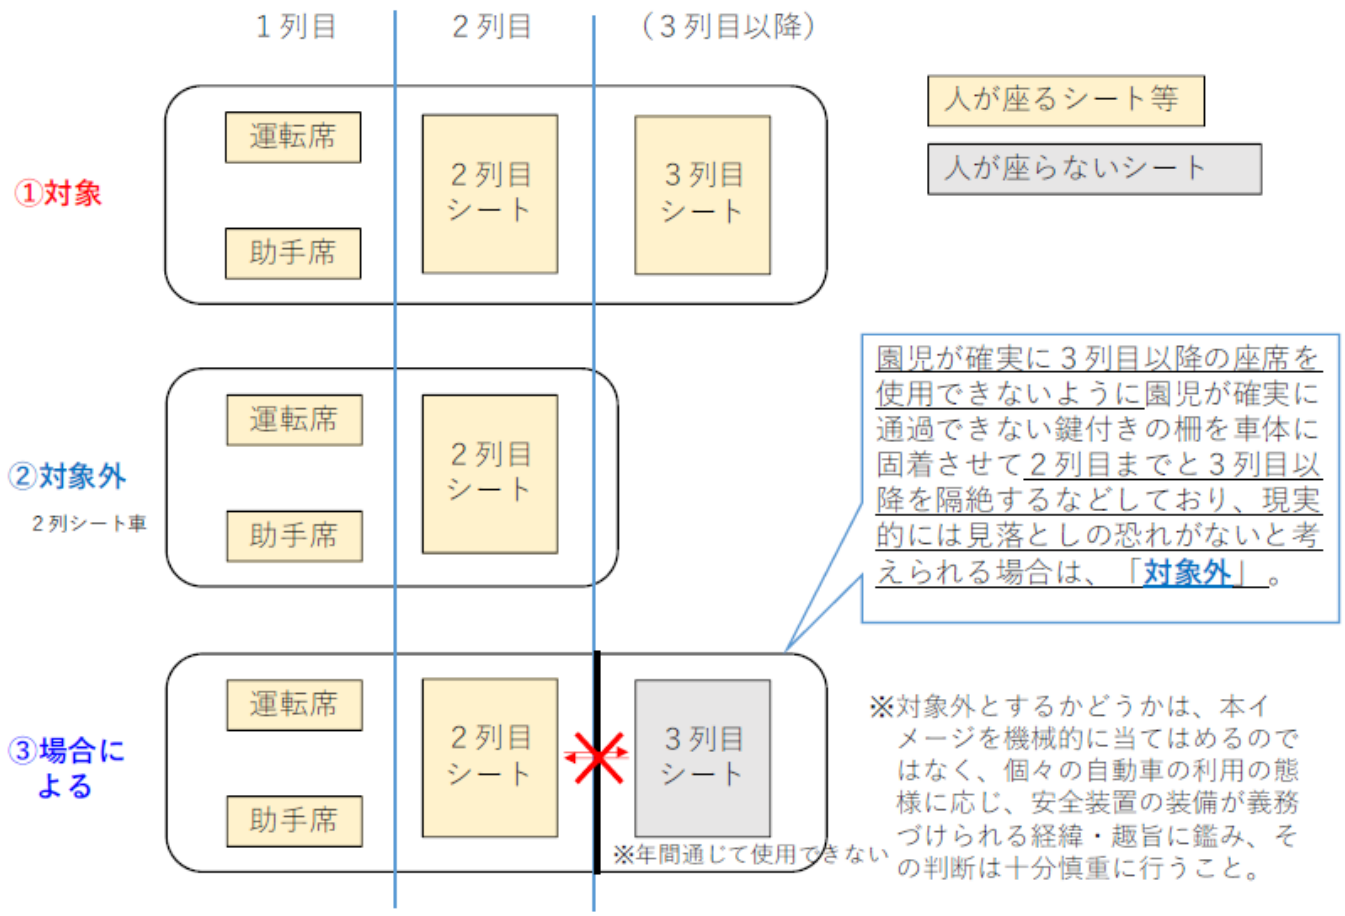 １列目
２列目
（３列目以降）
人が座るシート等
人が座らないシート
①対象
運転席
助手席
２列目
シート
３列目
シート
②対象外
２列シート車
運転席
助手席
２列目
シート
園児が確実に３列目以降の座席を
使用できないように園児が確実に
通過できない鍵付きの柵を車体に
固着させて２列目までと３列目以
降を隔絶するなどしており、現実
的には見落としの恐れがないと考
えられる場合は、「対象外」。
③場合に
よる
運転席
助手席
２列目
シート
３列目
シート
※年間通じて使用できない
※対象外とするかどうかは、本イ
メージを機械的に当てはめるので
はなく、個々の自動車の利用の態
様に応じ、安全装置の装備が義務
づけられる経緯・趣旨に鑑み、そ
の判断は十分慎重に行うこと。